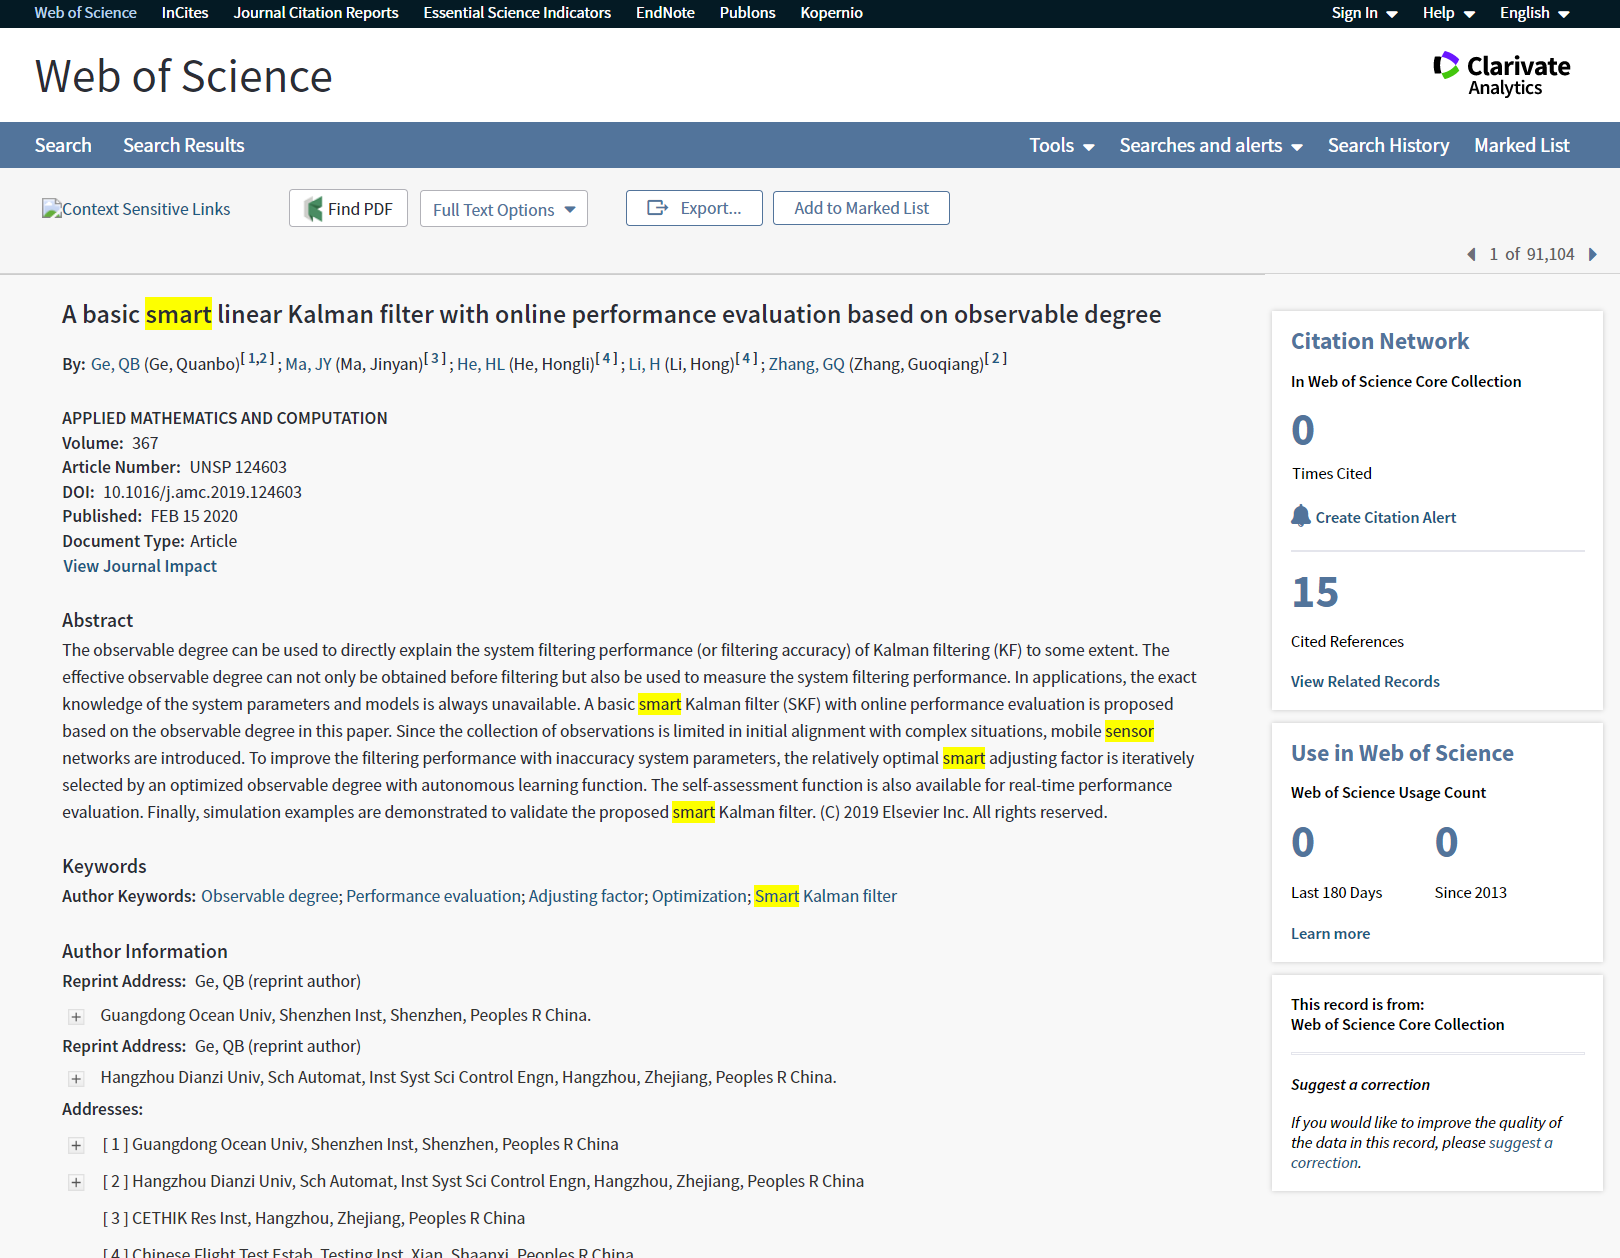 Web of Science InCites Journal Citation Reports Essential Science Indicators EndNote Publons Kopernio Sign In Help English
Web of Science
Clarivate
Analytics
Search Search Results Tools Searches and alerts Search History Marked List
Context Sensitive Links Find PDF Full Text Options Export... Add to Marked List
1 of 91,104
A basic smart linear Kalman filter with online performance evaluation based on observable degree
By: Ge, QB (Ge, Quanbo)[ 1,2 ] ; Ma, JY (Ma, Jinyan)[ 3 ] ; He, HL (He, Hongli)[ 4 ] ; Li, H (Li, Hong)[ 4 ] ; Zhang, GQ (Zhang, Guoqiang)[ 2 ]
APPLIED MATHEMATICS AND COMPUTATION
Volume: 367
Article Number: UNSP 124603
DOI: 10.1016/j.amc.2019.124603
Published: FEB 15 2020
Document Type: Article
View Journal Impact
Abstract
The observable degree can be used to directly explain the system filtering performance (or filtering accuracy) of Kalman filtering (KF) to some extent. The
effective observable degree can not only be obtained before filtering but also be used to measure the system filtering performance. In applications, the exact
knowledge of the system parameters and models is always unavailable. A basic smart Kalman filter (SKF) with online performance evaluation is proposed
based on the observable degree in this paper. Since the collection of observations is limited in initial alignment with complex situations, mobile sensor
networks are introduced. To improve the filtering performance with inaccuracy system parameters, the relatively optimal smart adjusting factor is iteratively
selected by an optimized observable degree with autonomous learning function. The self-assessment function is also available for real-time performance
evaluation. Finally, simulation examples are demonstrated to validate the proposed smart Kalman filter. (C) 2019 Elsevier Inc. All rights reserved.
Keywords
Author Keywords: Observable degree; Performance evaluation; Adjusting factor; Optimization; Smart Kalman filter
Author Information
Reprint Address: Ge, QB (reprint author)
Guangdong Ocean Univ, Shenzhen Inst, Shenzhen, Peoples R China.
Reprint Address: Ge, QB (reprint author)
Hangzhou Dianzi Univ, Sch Automat, Inst Syst Sci Control Engn, Hangzhou, Zhejiang, Peoples R China.
Addresses:
[ 1 ] Guangdong Ocean Univ, Shenzhen Inst, Shenzhen, Peoples R China
[ 2 ] Hangzhou Dianzi Univ, Sch Automat, Inst Syst Sci Control Engn, Hangzhou, Zhejiang, Peoples R China
[ 3 ] CETHIK Res Inst, Hangzhou, Zhejiang, Peoples R China
[ 4 ] Chinese Flight Test Estab, Testing Inst, Xian, Shaanxi, Peoples R China
Citation Network
In Web of Science Core Collection
0
Times Cited
Create Citation Alert
15
Cited References
View Related Records
Use in Web of Science
Web of Science Usage Count
0 0
Last 180 Days Since 2013
Learn more
This record is from:
Web of Science Core Collection
Suggest a correction
If you would like to improve the quality of
the data in this record, please suggest a
correction.